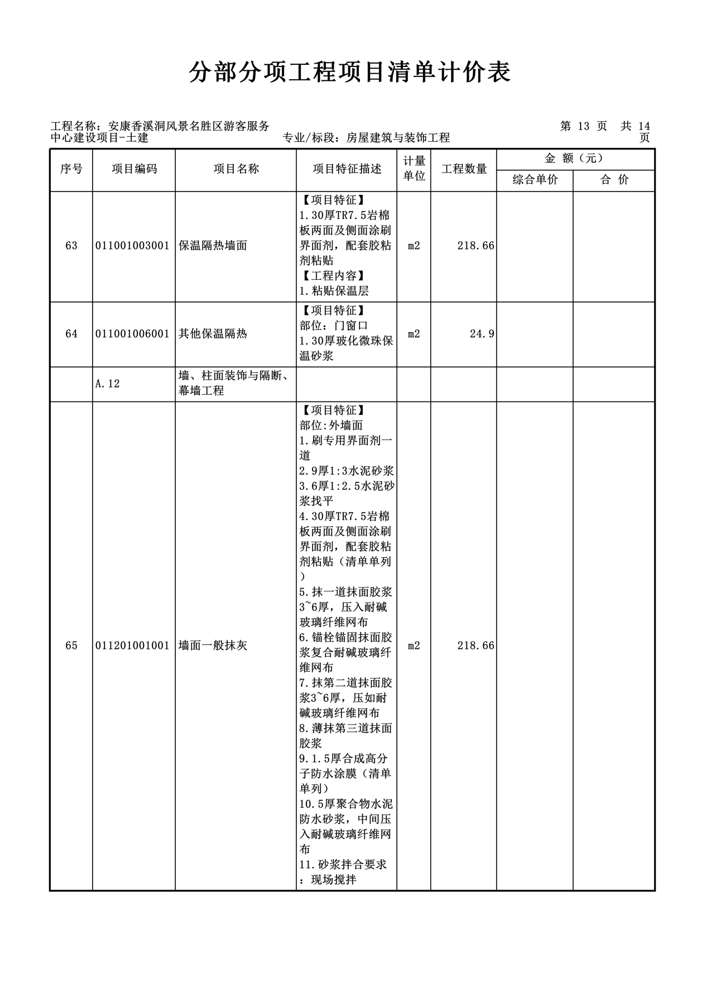 分部分项工程项目清单计价表
工程名称：安康香溪洞风景名胜区游客服务
中心建设项目-土建
专业/标段：房屋建筑与装饰工程
第 13 页 共 14
页
序号
项目编码
项目名称
项目特征描述
计量
单位
工程数量
金 额（元）
综合单价
合 价
63
011001003001
保温隔热墙面
【项目特征】
1.30厚TR7.5岩棉
板两面及侧面涂刷
界面剂，配套胶粘
剂粘贴
【工程内容】
1.粘贴保温层
m2
218.66
64
011001006001
其他保温隔热
【项目特征】
部位：门窗口
1.30厚玻化微珠保
温砂浆
m2
24.9
A.12
墙、柱面装饰与隔断、
幕墙工程
65
011201001001
墙面一般抹灰
【项目特征】
部位:外墙面
1.刷专用界面剂一
道
2.9厚1:3水泥砂浆
3.6厚1:2.5水泥砂
浆找平
4.30厚TR7.5岩棉
板两面及侧面涂刷
界面剂，配套胶粘
剂粘贴（清单单列
）
5.抹一道抹面胶浆
3~6厚，压入耐碱
玻璃纤维网布
6.锚栓锚固抹面胶
浆复合耐碱玻璃纤
维网布
7.抹第二道抹面胶
浆3~6厚，压如耐
碱玻璃纤维网布
8.薄抹第三道抹面
胶浆
9.1.5厚合成高分
子防水涂膜（清单
单列）
10.5厚聚合物水泥
防水砂浆，中间压
入耐碱玻璃纤维网
布
11.砂浆拌合要求
：现场搅拌
m2
218.66